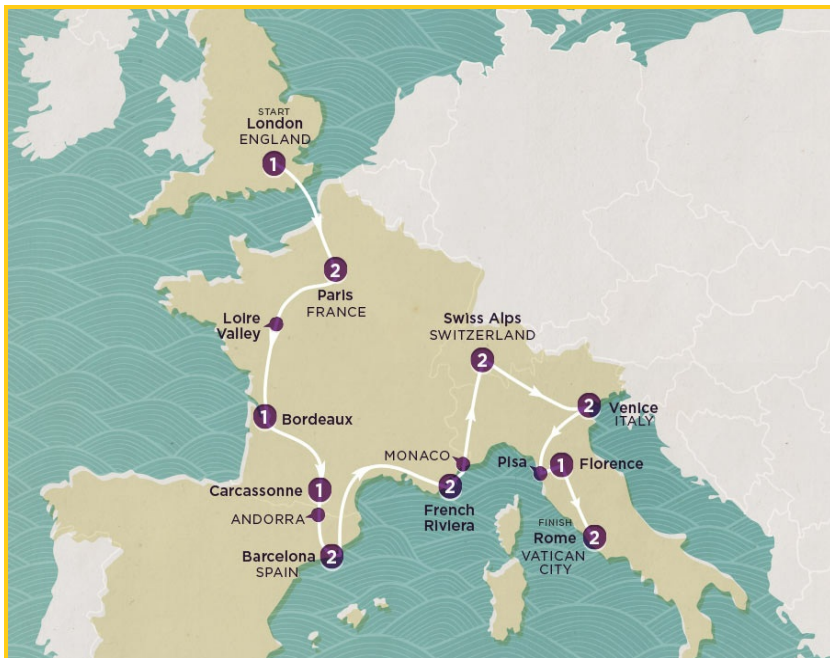 START
London
ENGLAND
1
2
Paris
FRANCE
Loire
Valley
1
Bordeaux
Carcassonne
1
ANDORRA
Barcelona
SPAIN
2
MONACO
2
French
Riviera
Swiss Alps
SWITZERLAND
2
2
Venice
ITALY
Pisa
1
Florence
FINISH
Rome
VATICAN
CITY
2